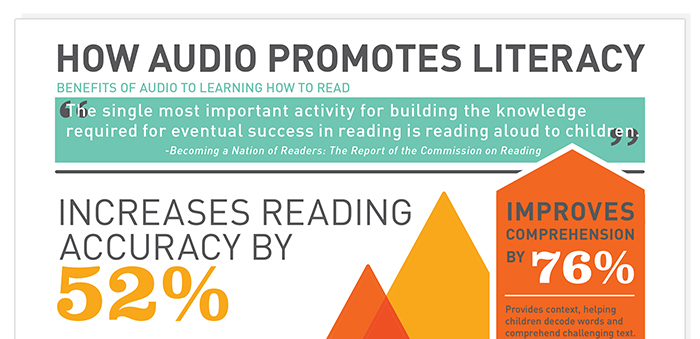 HOW AUDIO PROMOTES LITERACY
BENEFITS OF AUDIO TO LEARNING HOW TO READ
“The single most important activity for building the knowledge
required for eventual success in reading is reading aloud to children”
-Becoming a Nation of Readers: The Report of the Commission on Reading
INCREASES READING
ACCURACY BY
52%
IMPROVES
COMPREHENSION
BY 76%
Provides context, helping
children decode words and
comprehend challenging text.